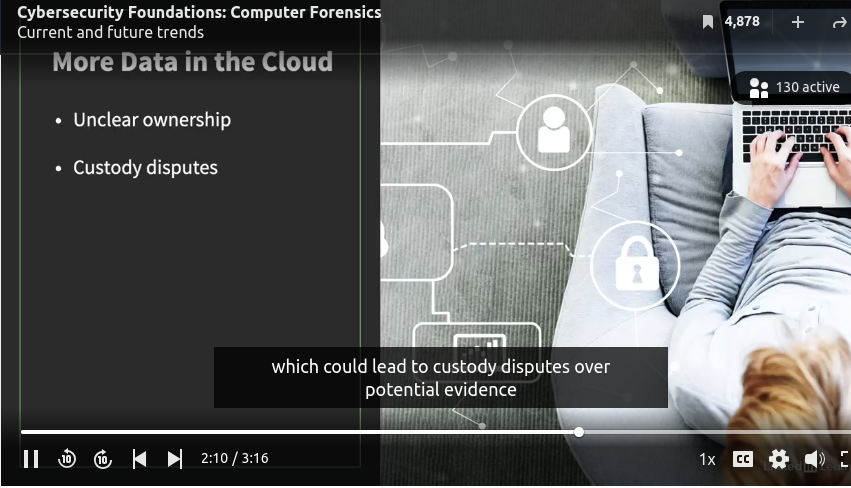 Cybersecurity Foundations: Computer Forensics
4,878
Current and future trends
More Data in the Cloud
130 active
• Unclear ownership
• Custody disputes
which could lead to custody disputes over
potential evidence
10
10
2:10 / 3:16
1x
CC